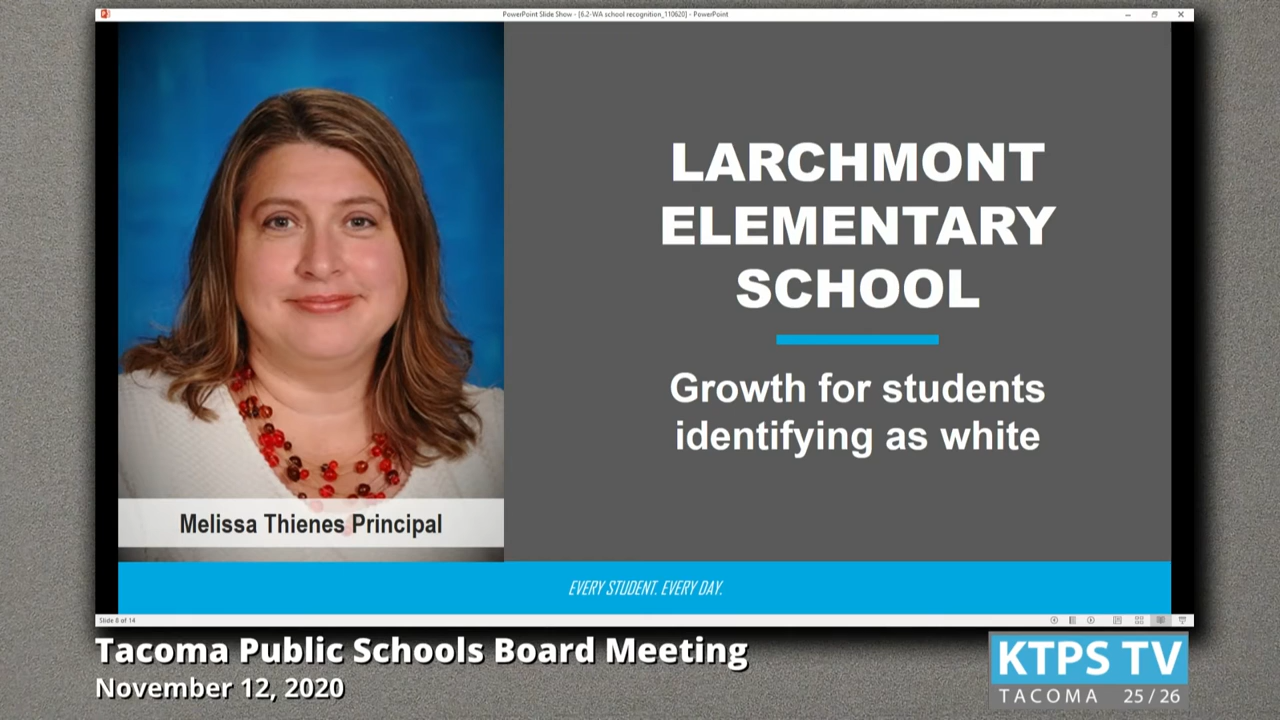 PowerPoint Slide Show - [6.2-WA school recognition_110620] - PowerPoint
LARCHMONT
ELEMENTARY
SCHOOL
Growth for students
identifying as white
Melissa Thienes Principal
EVERY STUDENT. EVERY DAY.
Slide 8 of 14
Tacoma Public Schools Board Meeting
November 12, 2020
KTPS TV
TACOMA 25/26